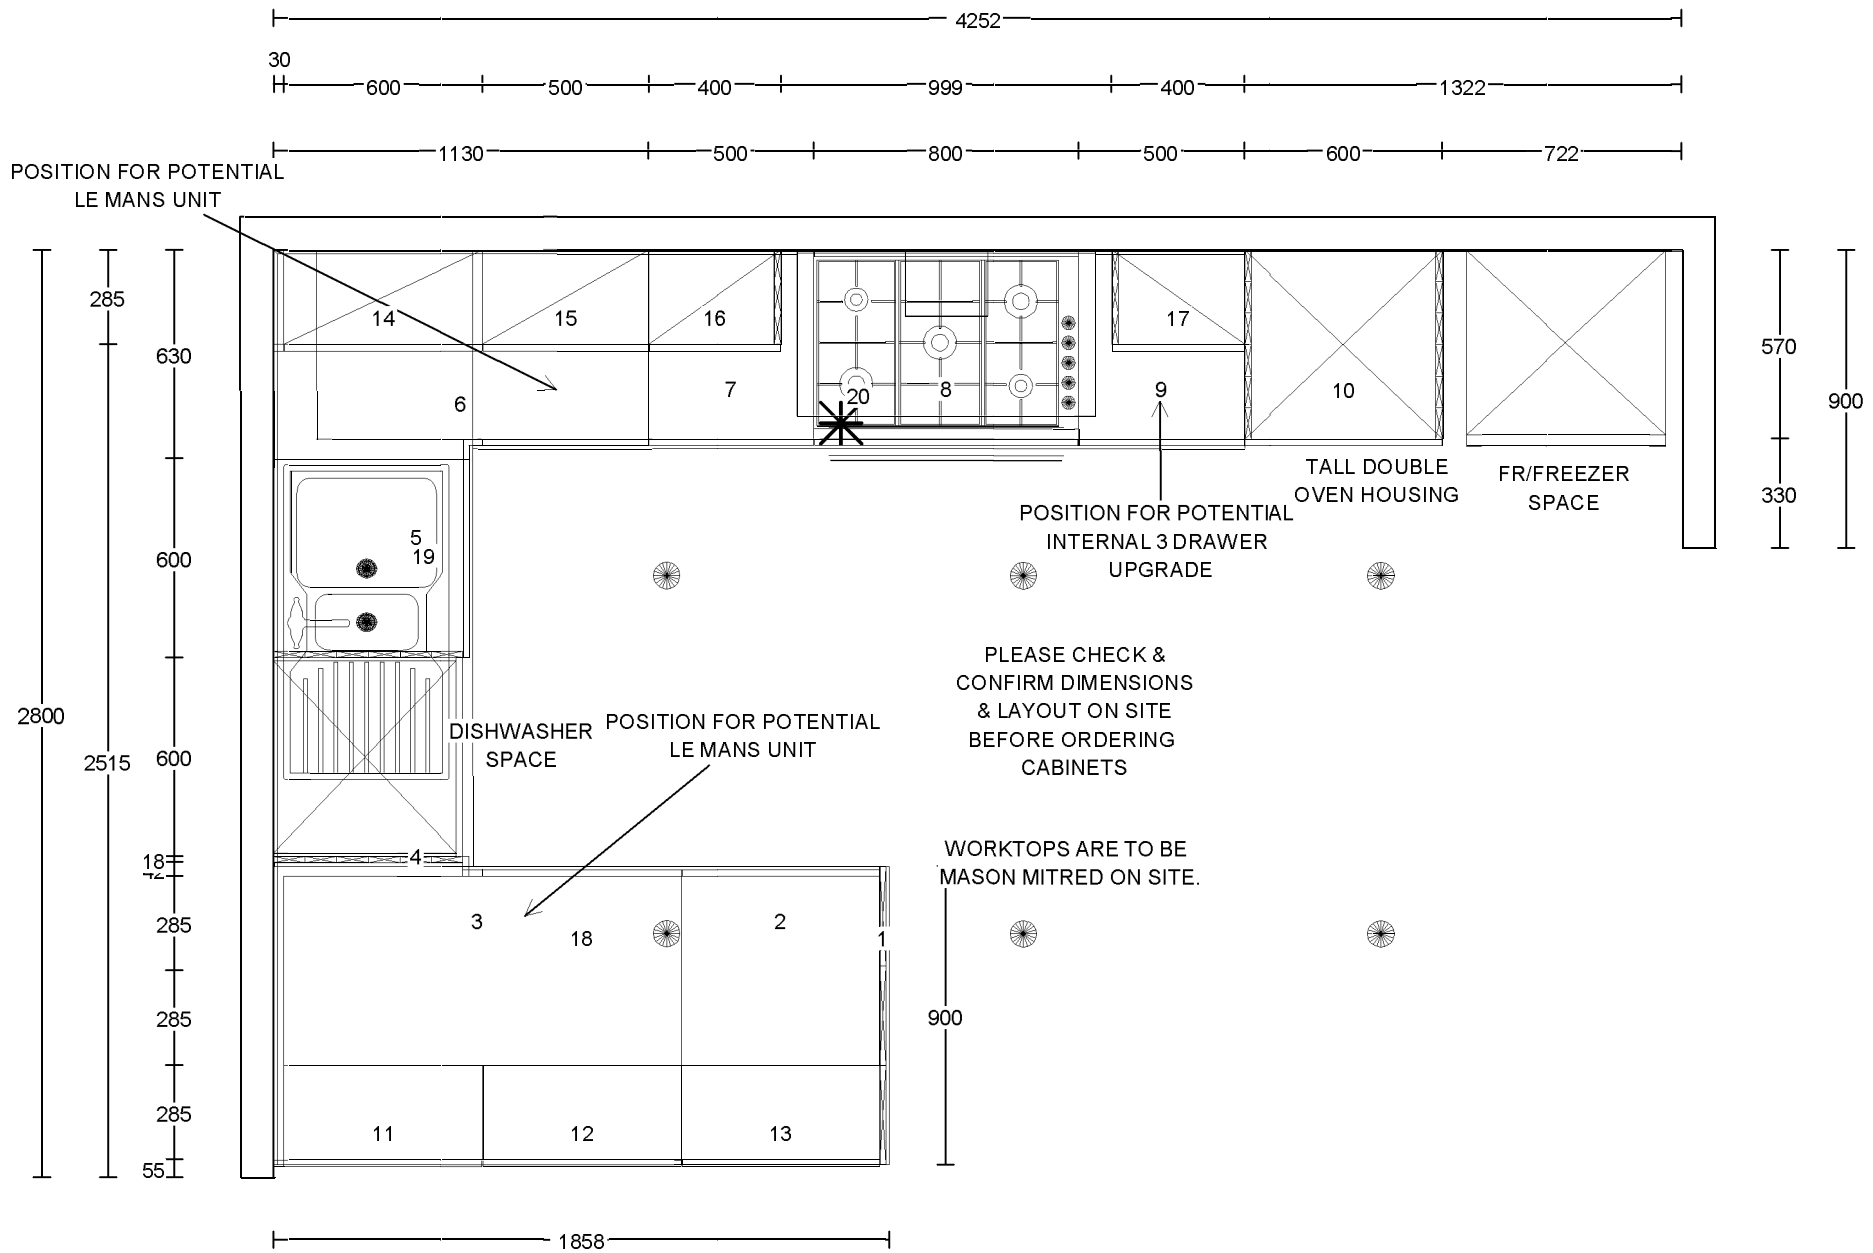 4252
30
600 500 400 999 400 1322
1130 500 800 500 600 722
POSITION FOR POTENTIAL
LE MANS UNIT
285
630
14 15 16 17
570
6 7 20 8 9 10
900
TALL DOUBLE
OVEN HOUSING
FR/FREEZER
SPACE
330
POSITION FOR POTENTIAL
INTERNAL 3 DRAWER
UPGRADE
5
19
600
PLEASE CHECK &
CONFIRM DIMENSIONS
& LAYOUT ON SITE
BEFORE ORDERING
CABINETS
2800
2515
600
DISHWASHER
SPACE
POSITION FOR POTENTIAL
LE MANS UNIT
18
4
WORKTOPS ARE TO BE
MASON MITRED ON SITE.
285
3 2
18 1
285
900
285
11 12 13
55
1858